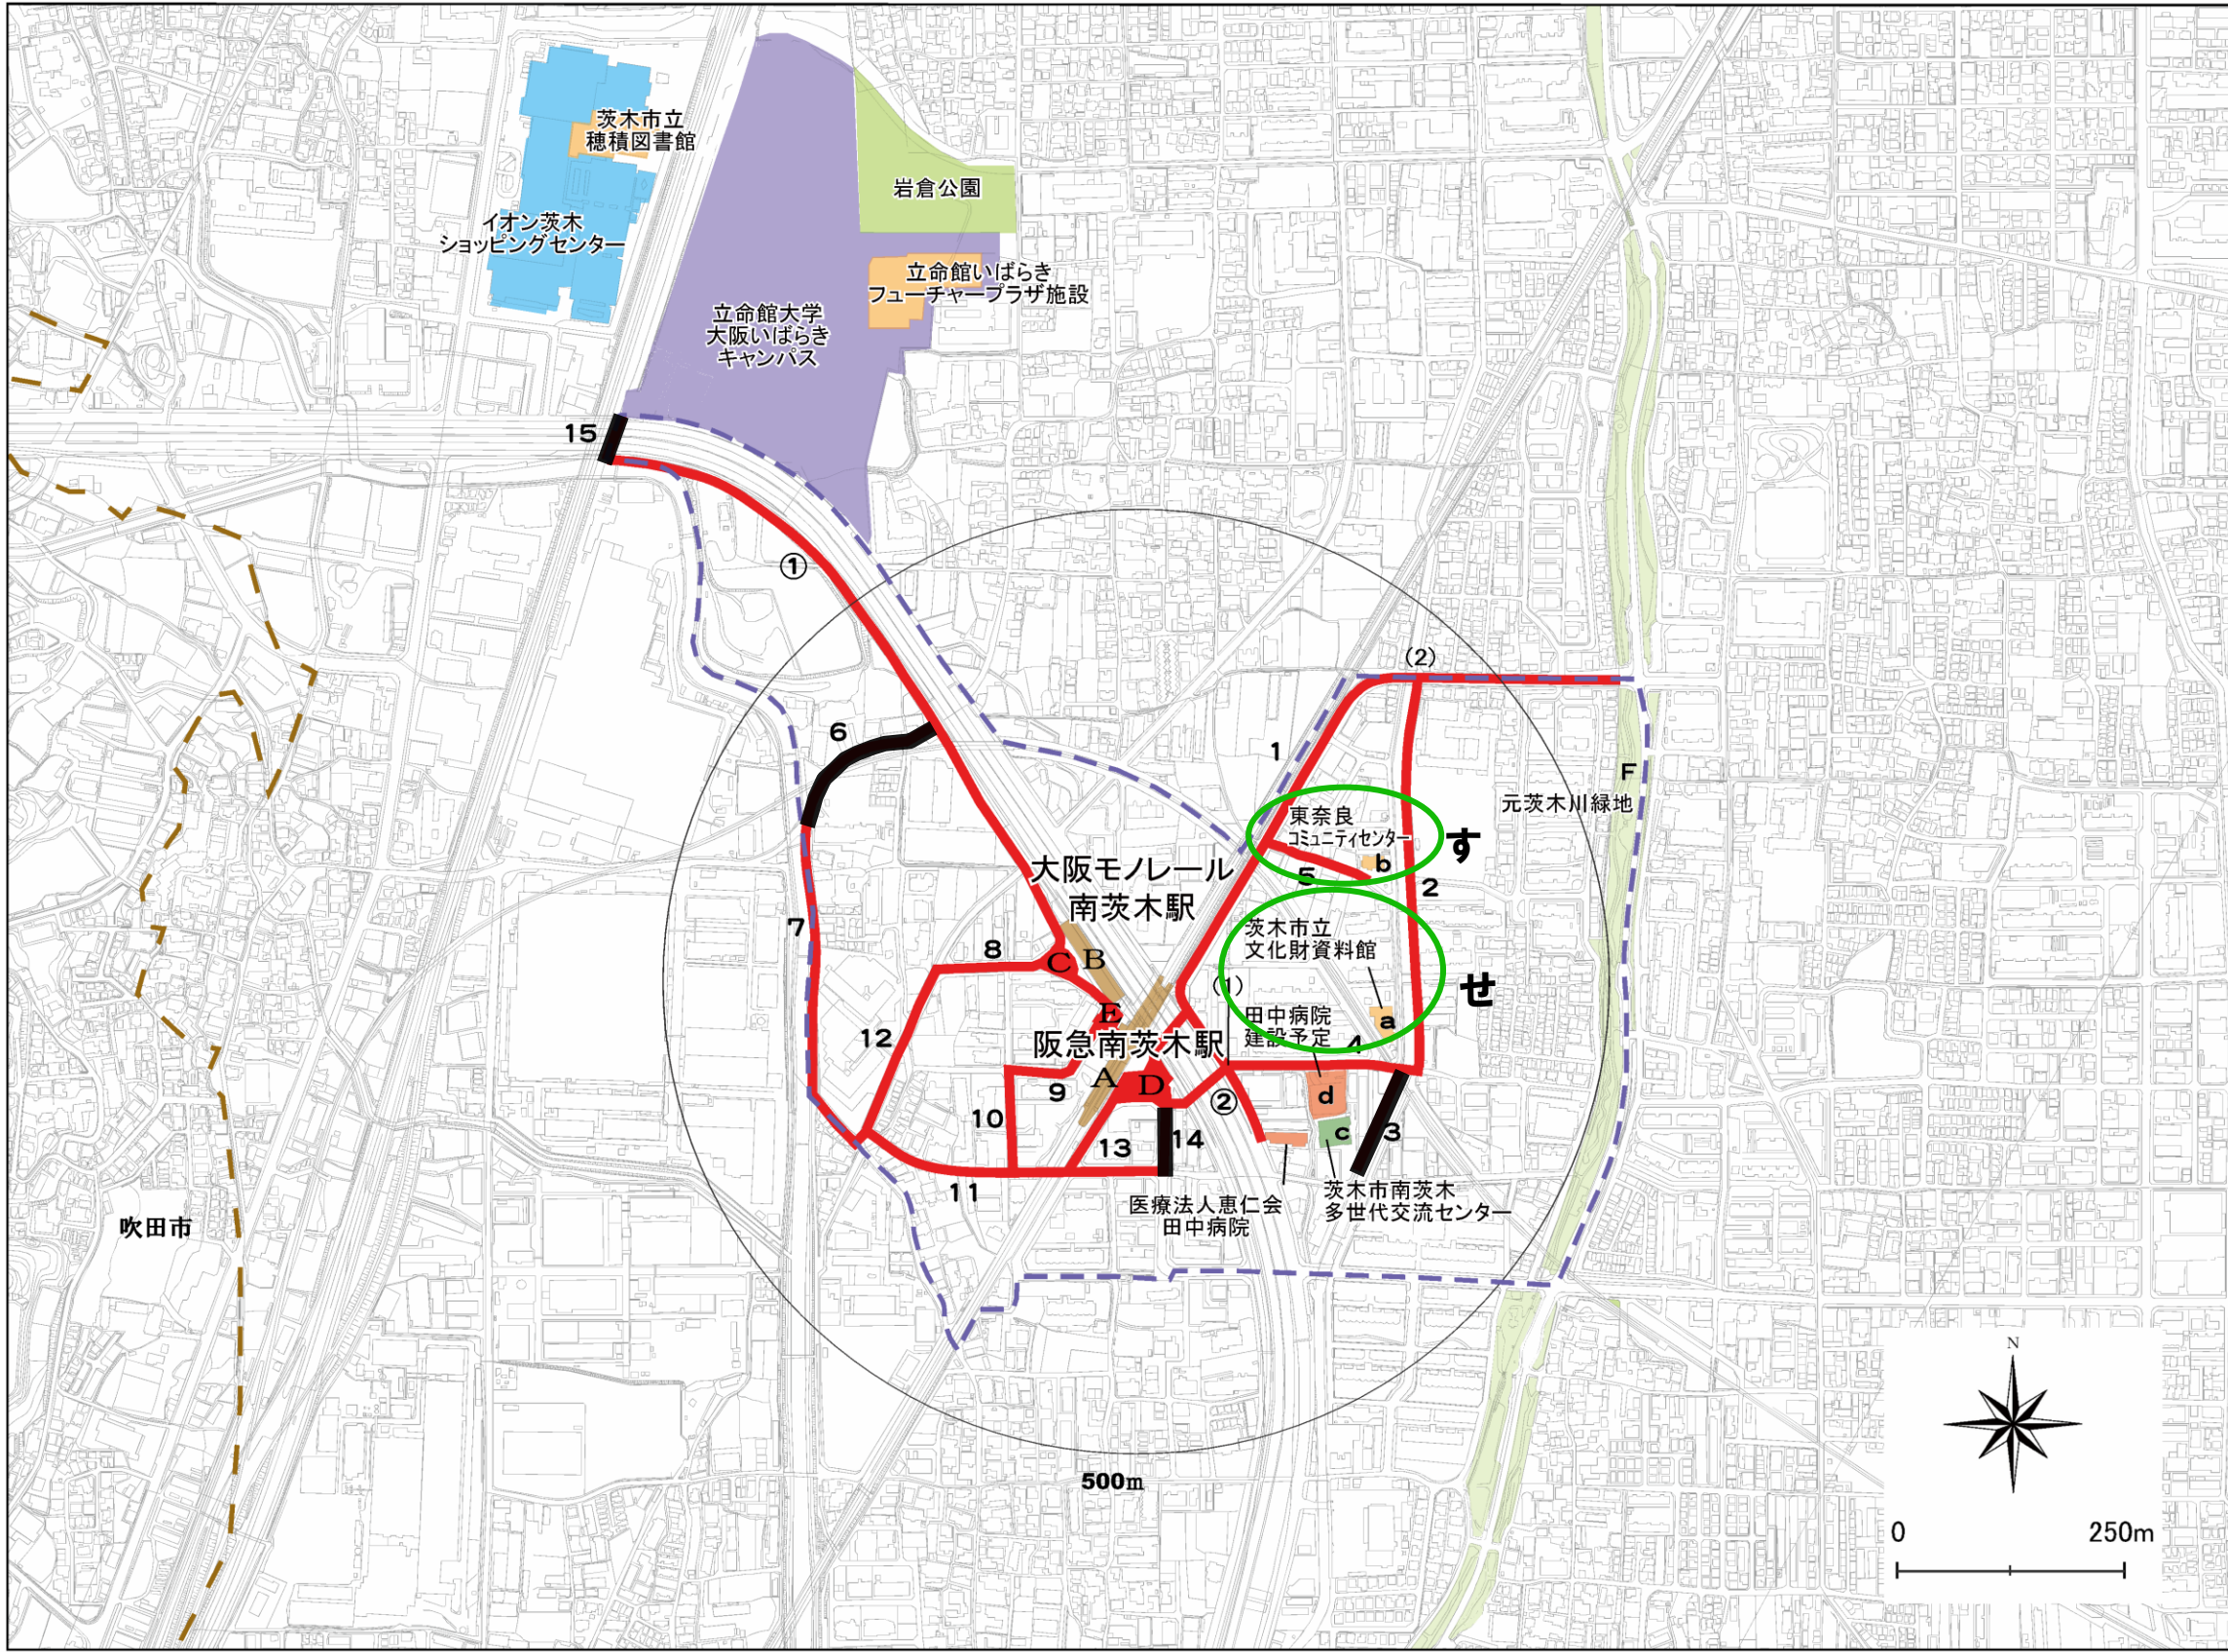 茨木市立
穂積図書館
岩倉公園
イオン茨木
ショッピングセンター
立命館いばらき
フューチャープラザ施設
立命館大学
大阪いばらき
キャンパス
15
①
(2)
6
1
F
元茨木川緑地
東奈良
コミュニティセンター
す
b
5
2
大阪モノレール
南茨木駅
7
8
C
B
茨木市立
文化財資料館
せ
(1)
E
田中病院
建設予定
a
4
12
阪急南茨木駅
A
D
9
②
d
10
13
14
c
3
11
医療法人恵仁会
田中病院
茨木市南茨木
多世代交流センター
吹田市
500m
N
0
250m